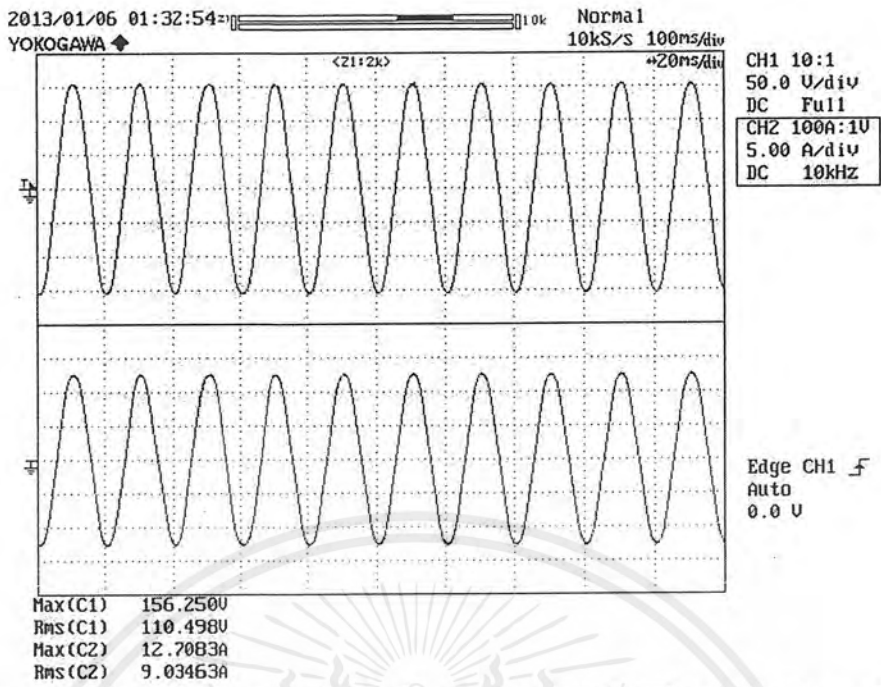 2013/01/06 01:32:54
Normal
YOKOGAWA
10kS/s 100ms/div
<Z1:2k>
20ms/div
CH1 10:1
50.0 V/div
DC Full
CH2 100A:1V
5.00 A/div
DC 10kHz
Edge CH1
Auto
0.0 V
Max(C1) 156.250V
Rms(C1) 110.498V
Max(C2) 12.7083A
Rms(C2) 9.03463A